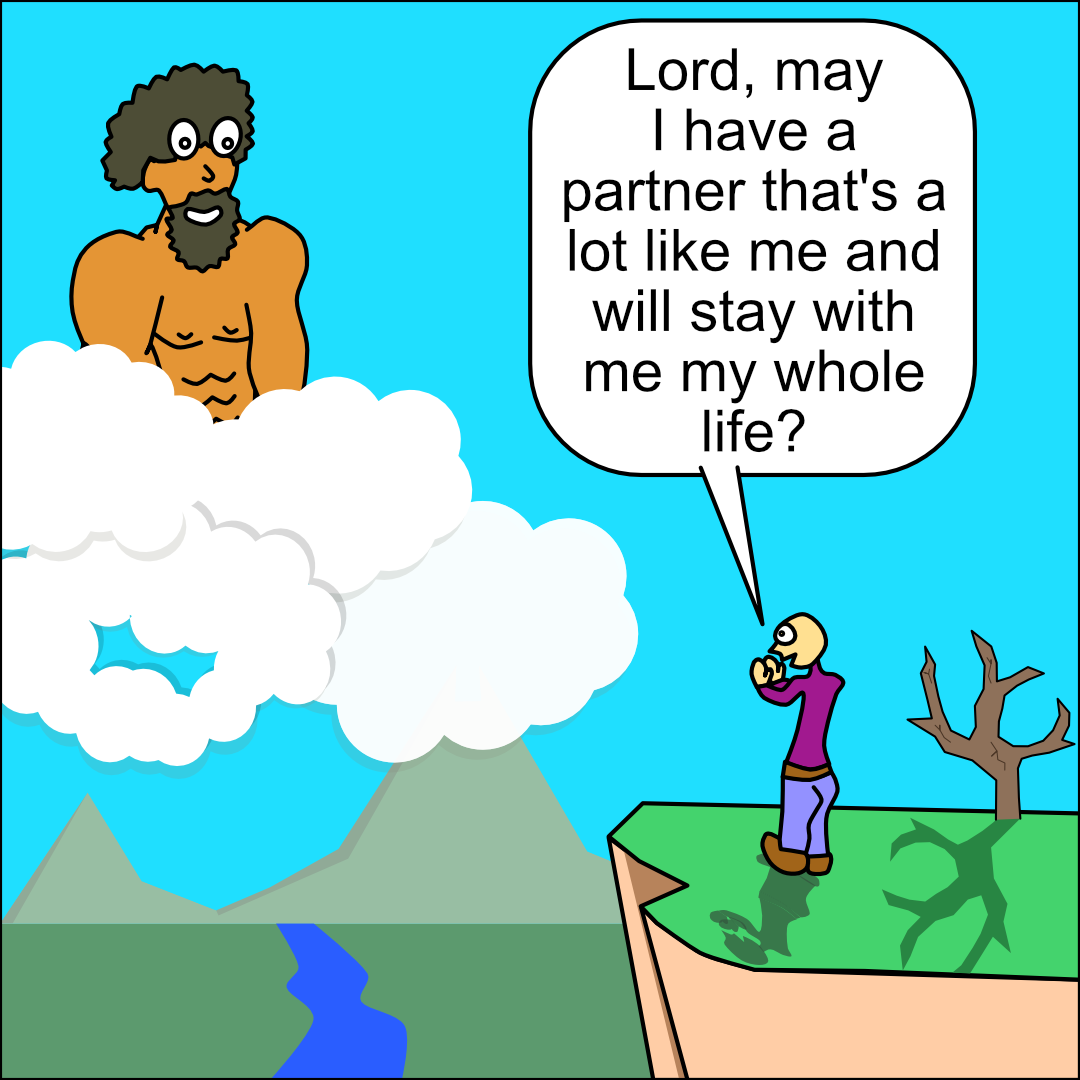 Lord, may
I have a
partner that's a
lot like me and
will stay with
me my whole
life?